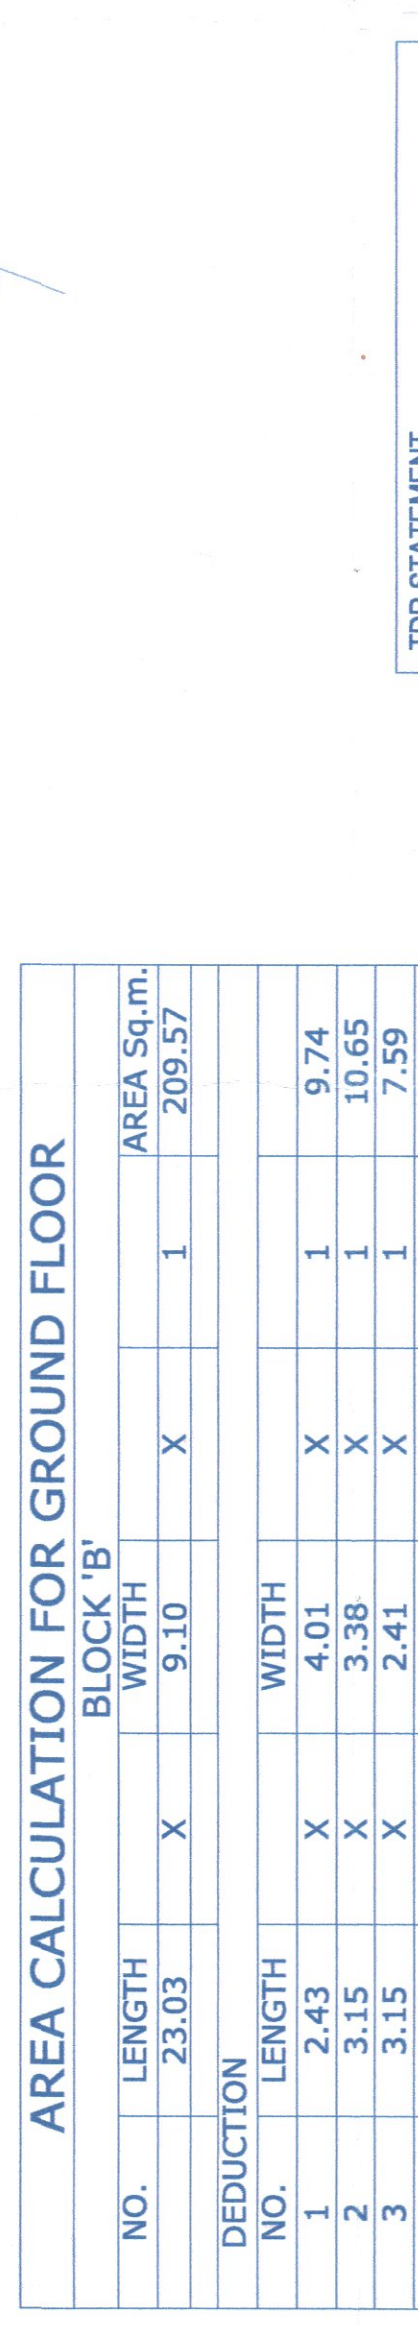 AREA CALCULATION FOR GROUND FLOOR
BLOCK 'B'
NO. LENGTH WIDTH AREA Sq.m.
23.03 X 9.10 X 1 209.57
DEDUCTION
NO. LENGTH WIDTH
1 2.43 X 4.01 X 1 9.74
2 3.15 X 3.38 X 1 10.65
3 3.15 X 2.41 X 1 7.59
TDR STATEMENT